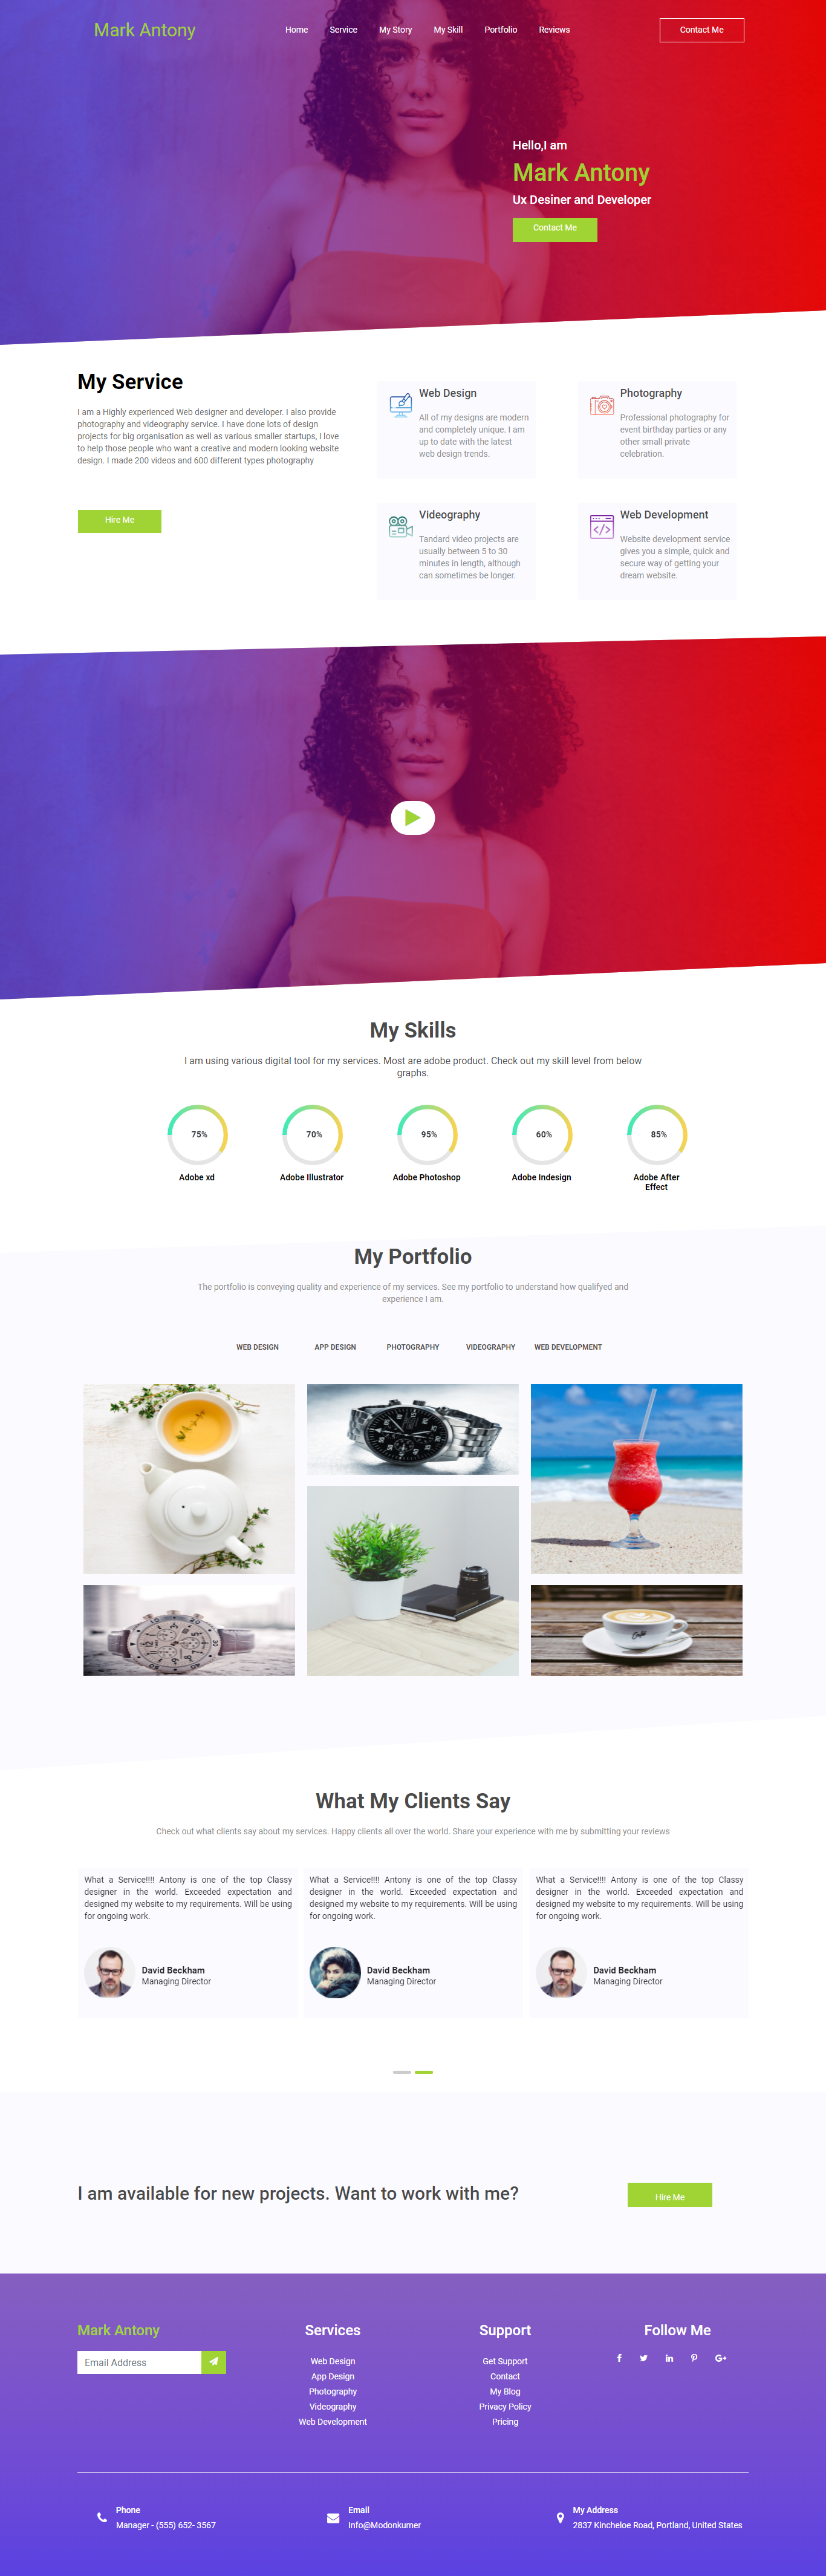 Mark Antony
Home Service My Story My Skill Portfolio Reviews
Contact Me
Hello,I am
Mark Antony
Ux Desiner and Developer
Contact Me
My Service
I am a Highly experienced Web designer and developer. I also provide
photography and videography service. I have done lots of design
projects for big organisation as well as various smaller startups, I love
to help those people who want a creative and modern looking website
design. I made 200 videos and 600 different types photography
Hire Me
Web Design
All of my designs are modern
and completely unique. I am
up to date with the latest
web design trends.
Photography
Professional photography for
event birthday parties or any
other small private
celebration.
Videography
Tandard video projects are
usually between 5 to 30
minutes in length, although
can sometimes be longer.
Web Development
Website development service
gives you a simple, quick and
secure way of getting your
dream website.
My Skills
I am using various digital tool for my services. Most are adobe product. Check out my skill level from below
graphs.
75%
Adobe xd
70%
Adobe Illustrator
95%
Adobe Photoshop
60%
Adobe Indesign
85%
Adobe After
Effect
My Portfolio
The portfolio is conveying quality and experience of my services. See my portfolio to understand how qualifyed and
experience I am.
WEB DESIGN APP DESIGN PHOTOGRAPHY VIDEOGRAPHY WEB DEVELOPMENT
What My Clients Say
Check out what clients say about my services. Happy clients all over the world. Share your experience with me by submitting your reviews
What a Service!!!! Antony is one of the top Classy
designer in the world. Exceeded expectation and
designed my website to my requirements. Will be using
for ongoing work.
David Beckham
Managing Director
What a Service!!!! Antony is one of the top Classy
designer in the world. Exceeded expectation and
designed my website to my requirements. Will be using
for ongoing work.
David Beckham
Managing Director
What a Service!!!! Antony is one of the top Classy
designer in the world. Exceeded expectation and
designed my website to my requirements. Will be using
for ongoing work.
David Beckham
Managing Director
I am available for new projects. Want to work with me?
Hire Me
Mark Antony
Email Address
Services
Web Design
App Design
Photography
Videography
Web Development
Support
Get Support
Contact
My Blog
Privacy Policy
Pricing
Follow Me
Phone
Manager - (555) 652- 3567
Email
Info@Modonkumer
My Address
2837 Kincheloe Road, Portland, United States